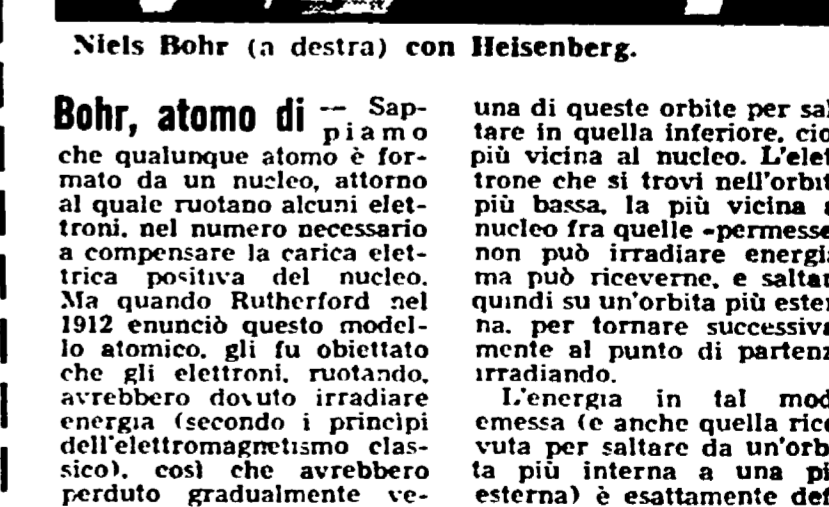 Niels Bohr (a destra) con Heisenberg.
Bohr, atomo di — Sap-
piamo
che qualunque atomo è for-
mato da un nucleo, attorno
al quale ruotano alcuni elet-
troni, nel numero necessario
a compensare la carica elet-
trica positiva del nucleo.
Ma quando Rutherford nel
1912 enunciò questo model-
lo atomico, gli fu obiettato
che gli elettroni, ruotando,
avrebbero dovuto irradiare
energia (secondo i princìpi
dell'elettromagnetismo clas-
sico), così che avrebbero
perduto gradualmente ve-
una di queste orbite per sal
tare in quella inferiore, cio
più vicina al nucleo. L'elet
trone che si trovi nell'orbit
più bassa, la più vicina a
nucleo fra quelle «permesse
non può irradiare energia
ma può riceverne, e saltar
quindi su un'orbita più ester
na, per tornare successiva
mente al punto di partenz
irradiando.
L'energia in tal mod
emessa (e anche quella rice
vuta per saltare da un'orb
ta più interna a una pi
esterna) è esattamente def